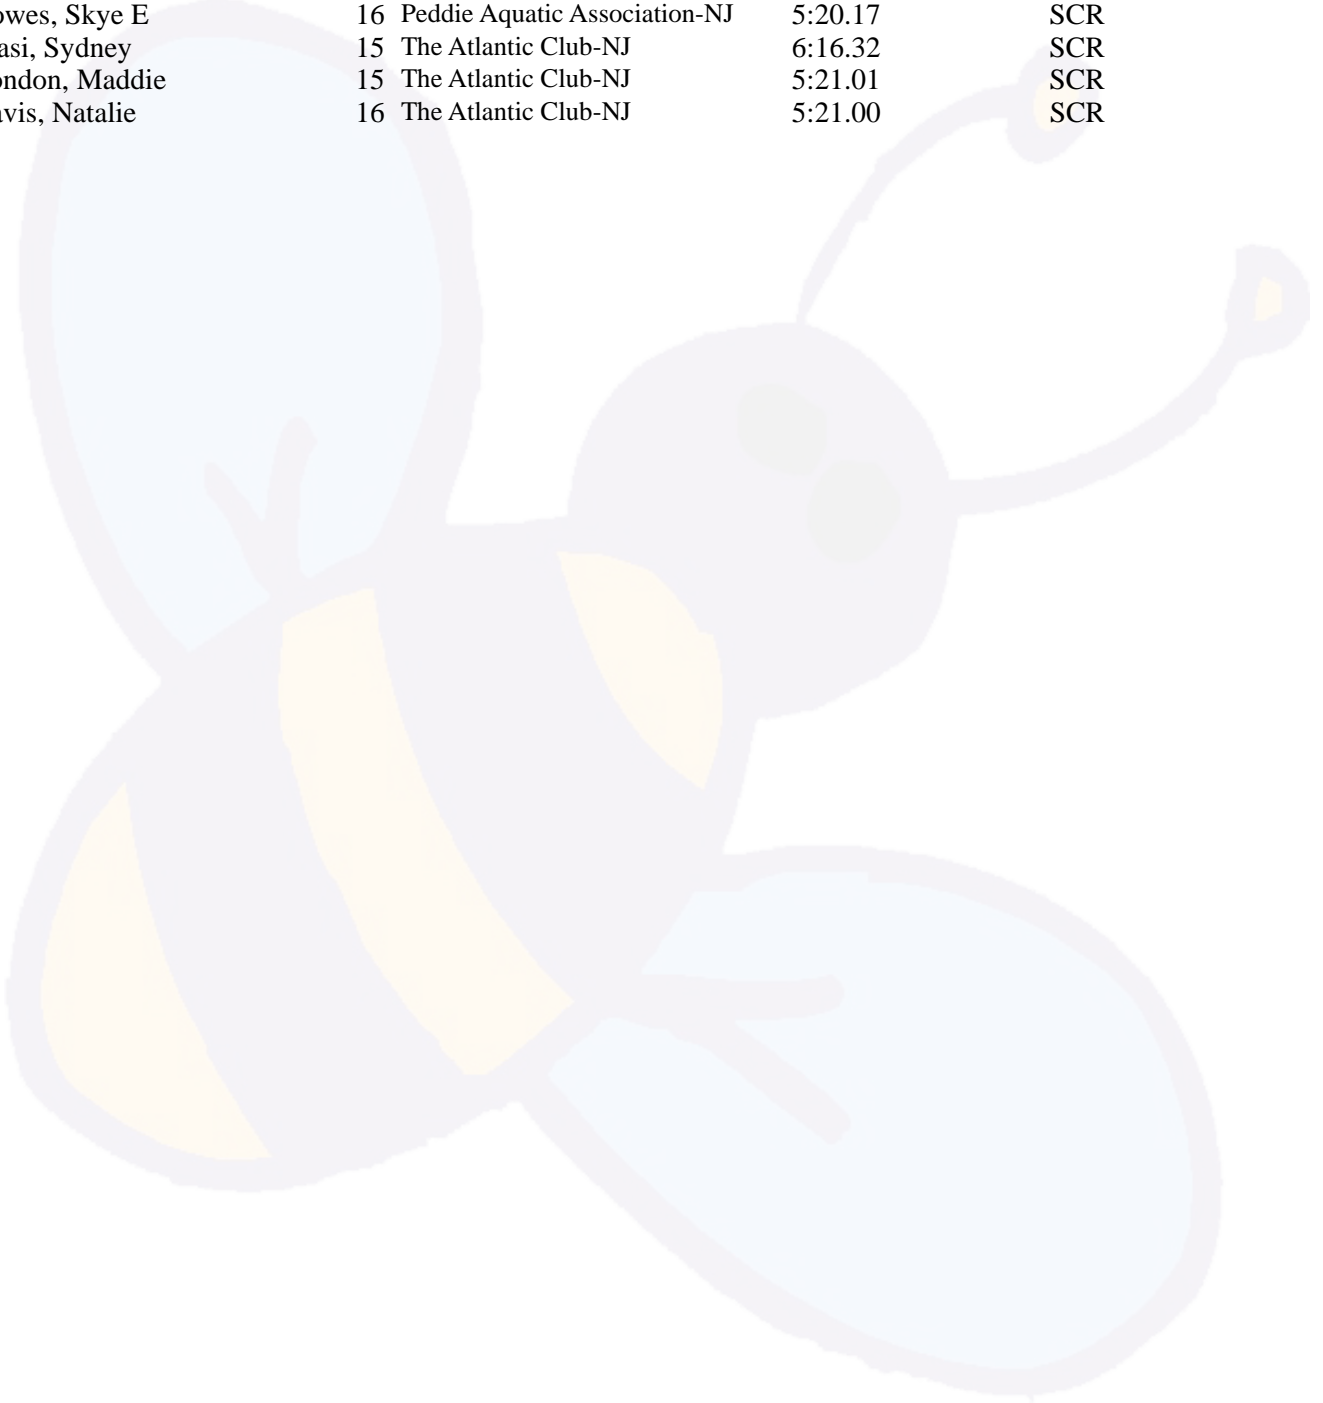 owes, Skye E 16 Peddie Aquatic Association-NJ 5:20.17 SCR
asi, Sydney 15 The Atlantic Club-NJ 6:16.32 SCR
ondon, Maddie 15 The Atlantic Club-NJ 5:21.01 SCR
avis, Natalie 16 The Atlantic Club-NJ 5:21.00 SCR